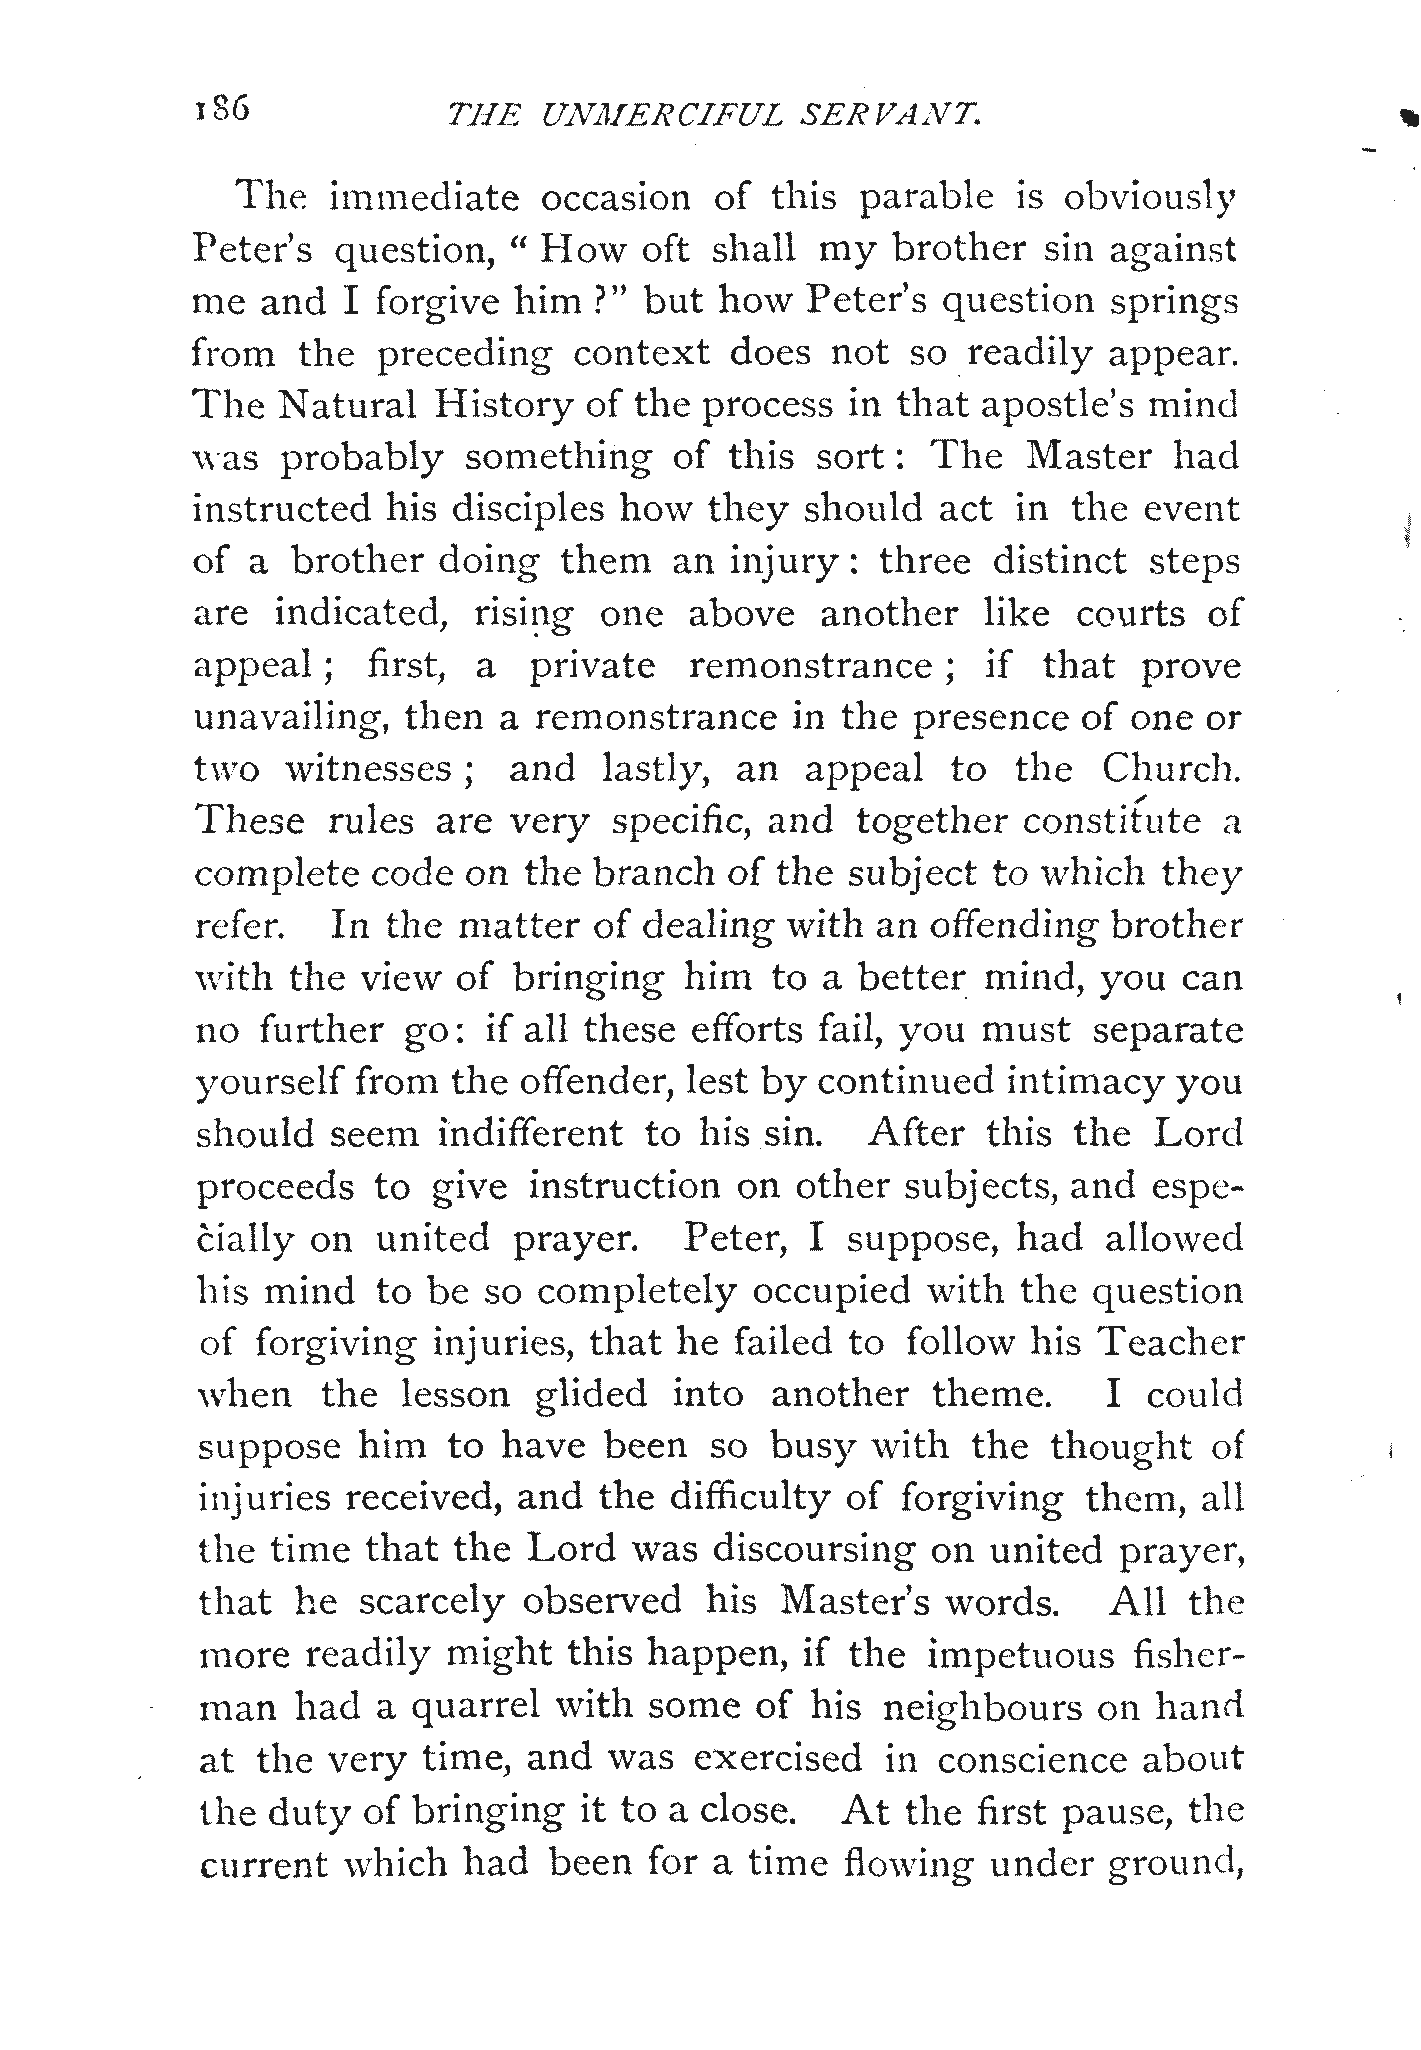 186 THE UNMERCIFUL SERVANT.
The immediate occasion of this parable is obviously
Peter's question, “ How oft shall my brother sin against
me and I forgive him ?” but how Peter's question springs
from the preceding context does not so readily appear.
The Natural History of the process in that apostle's mind
was probably something of this sort : The Master had
instructed his disciples how they should act in the event
of a brother doing them an injury : three distinct steps
are indicated, rising one above another like courts of
appeal ; first, a private remonstrance ; if that prove
unavailing, then a remonstrance in the presence of one or
two witnesses ; and lastly, an appeal to the Church.
These rules are very specific, and together constitute a
complete code on the branch of the subject to which they
refer. In the matter of dealing with an offending brother
with the view of bringing him to a better mind, you can
no further go : if all these efforts fail, you must separate
yourself from the offender, lest by continued intimacy you
should seem indifferent to his sin. After this the Lord
proceeds to give instruction on other subjects, and espe-
cially on united prayer. Peter, I suppose, had allowed
his mind to be so completely occupied with the question
of forgiving injuries, that he failed to follow his Teacher
when the lesson glided into another theme. I could
suppose him to have been so busy with the thought of
injuries received, and the difficulty of forgiving them, all
the time that the Lord was discoursing on united prayer,
that he scarcely observed his Master's words. All the
more readily might this happen, if the impetuous fisher-
man had a quarrel with some of his neighbours on hand
at the very time, and was exercised in conscience about
the duty of bringing it to a close. At the first pause, the
current which had been for a time flowing under ground,